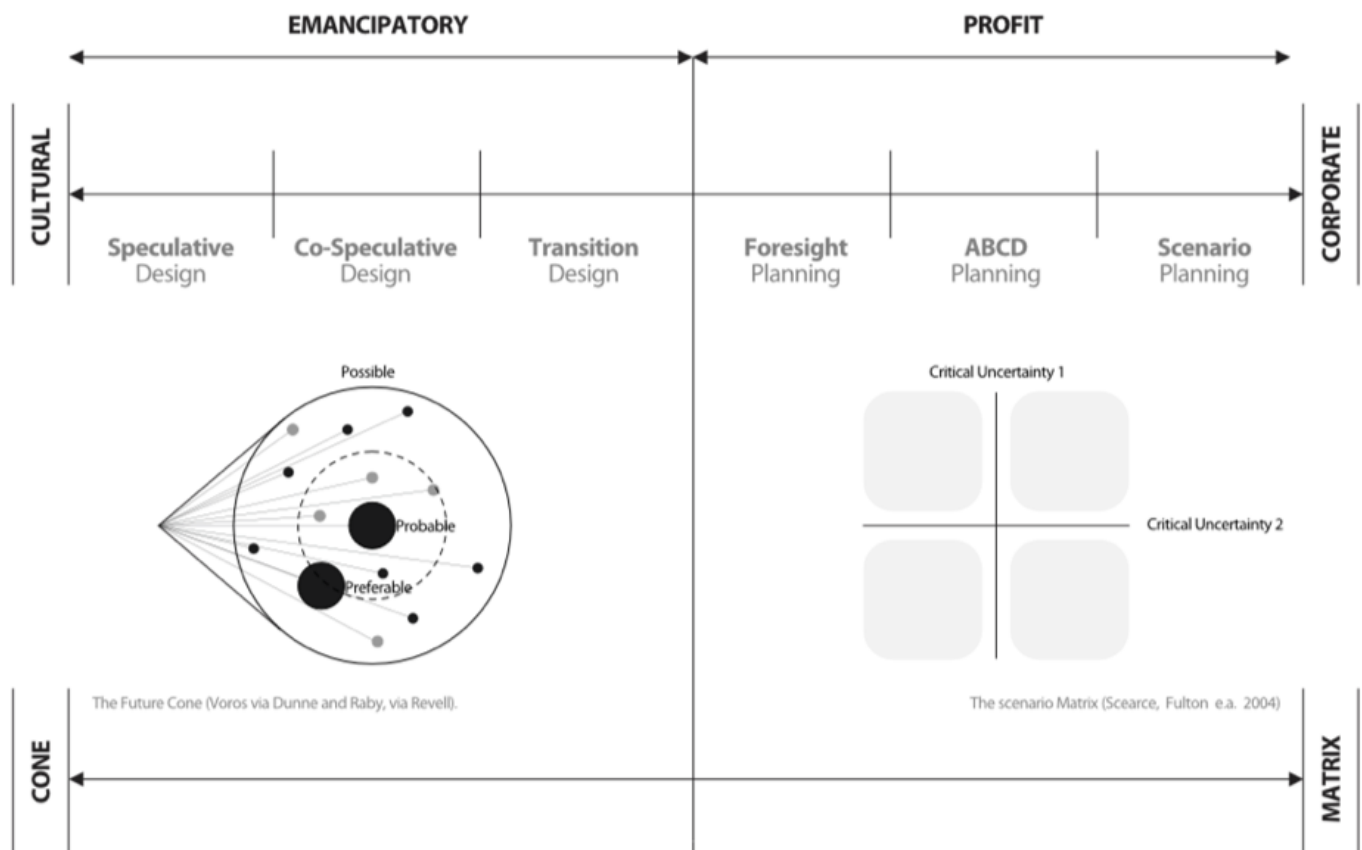 EMANCIPATORY
PROFIT
CULTURAL
CORPORATE
Speculative
Design
Co-Speculative
Design
Transition
Design
Foresight
Planning
ABCD
Planning
Scenario
Planning
Possible
Probable
Preferable
Critical Uncertainty 1
Critical Uncertainty 2
The Future Cone (Voros via Dunne and Raby, via Revell).
The scenario Matrix (Scearce, Fulton e.a. 2004)
CONE
MATRIX